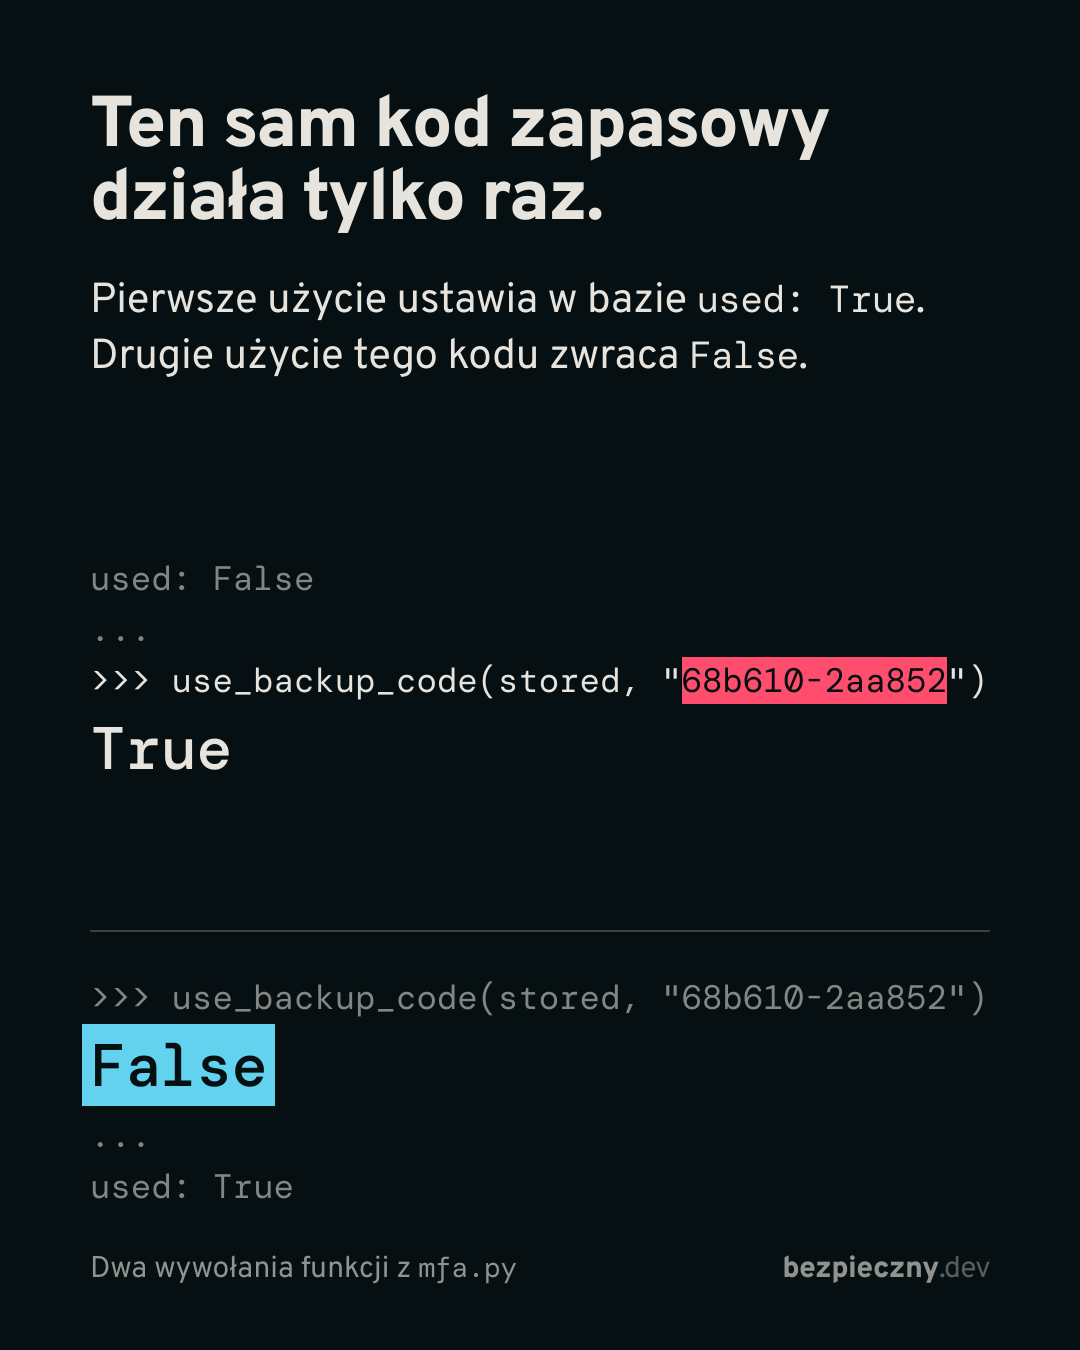 Ten sam kod zapasowy
działa tylko raz.
Pierwsze użycie ustawia w bazie used: True.
Drugie użycie tego kodu zwraca False.
used: False
...
>>> use_backup_code(stored, "68b610-2aa852")
True
>>> use_backup_code(stored, "68b610-2aa852")
False
...
used: True
Dwa wywołania funkcji z mfa.py
bezpieczny.dev